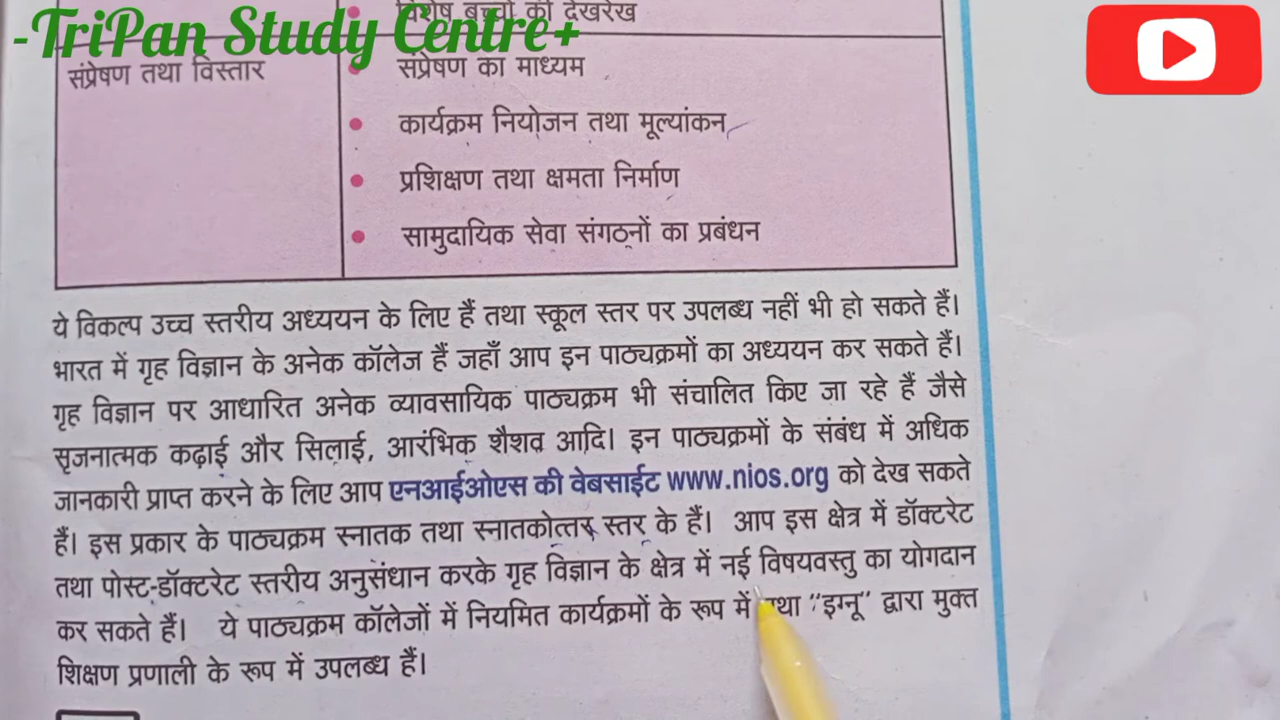 -TriPan Study Centre+
विशेष बच्चों की देखरेख
संप्रेषण तथा विस्तार
• संप्रेषण का माध्यम
• कार्यक्रम नियोजन तथा मूल्यांकन
• प्रशिक्षण तथा क्षमता निर्माण
• सामुदायिक सेवा संगठनों का प्रबंधन
ये विकल्प उच्च स्तरीय अध्ययन के लिए हैं तथा स्कूल स्तर पर उपलब्ध नहीं भी हो सकते हैं।
भारत में गृह विज्ञान के अनेक कॉलेज हैं जहाँ आप इन पाठ्यक्रमों का अध्ययन कर सकते हैं।
गृह विज्ञान पर आधारित अनेक व्यावसायिक पाठ्यक्रम भी संचालित किए जा रहे हैं जैसे
सृजनात्मक कढ़ाई और सिलाई, आरंभिक शैशव आदि। इन पाठ्यक्रमों के संबंध में अधिक
जानकारी प्राप्त करने के लिए आप एनआईओएस की वेबसाईट www.nios.org को देख सकते
हैं। इस प्रकार के पाठ्यक्रम स्नातक तथा स्नातकोत्तर स्तर के हैं। आप इस क्षेत्र में डॉक्टरेट
तथा पोस्ट-डॉक्टरेट स्तरीय अनुसंधान करके गृह विज्ञान के क्षेत्र में नई विषयवस्तु का योगदान
कर सकते हैं। ये पाठ्यक्रम कॉलेजों में नियमित कार्यक्रमों के रूप में तथा "इग्नू" द्वारा मुक्त
शिक्षण प्रणाली के रूप में उपलब्ध हैं।